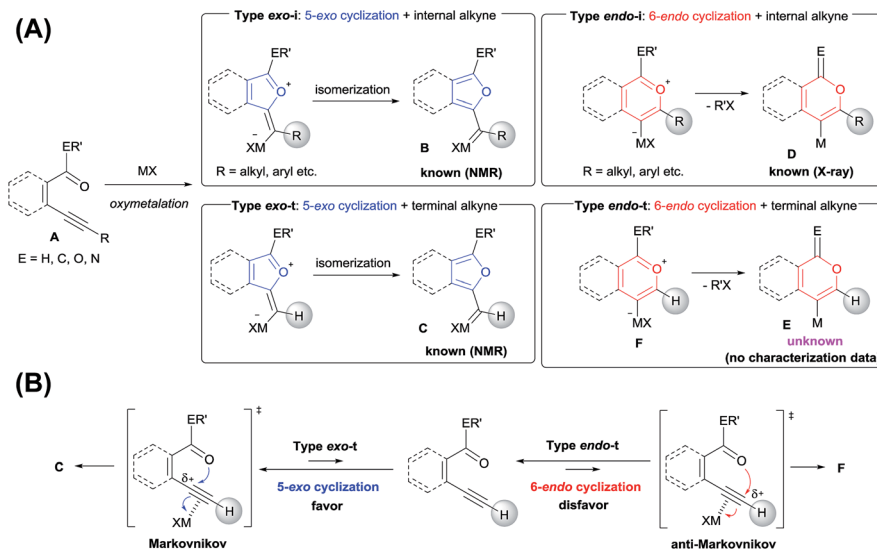 (A)
Type exo-i: 5-exo cyclization + internal alkyne
ER'
O
+
isomerization
ER'
O
−
XM
R
B
XM
R
R = alkyl, aryl etc.
known (NMR)
Type endo-i: 6-endo cyclization + internal alkyne
ER'
O
+
- R'X
E
O
R
−
MX
R
M
R = alkyl, aryl etc.
D
known (X-ray)
ER'
O
A
R
E = H, C, O, N
MX
oxymetalation
Type exo-t: 5-exo cyclization + terminal alkyne
ER'
O
+
isomerization
ER'
O
−
XM
H
C
XM
H
known (NMR)
Type endo-t: 6-endo cyclization + terminal alkyne
ER'
O
+
- R'X
E
O
H
−
MX
H
M
F
E
unknown
(no characterization data
(B)
C
‡
ER'
O
δ+
H
XM
Markovnikov
Type exo-t
5-exo cyclization
favor
ER'
O
H
Type endo-t
6-endo cyclization
disfavor
‡
ER'
O
δ+
H
XM
anti-Markovnikov
F